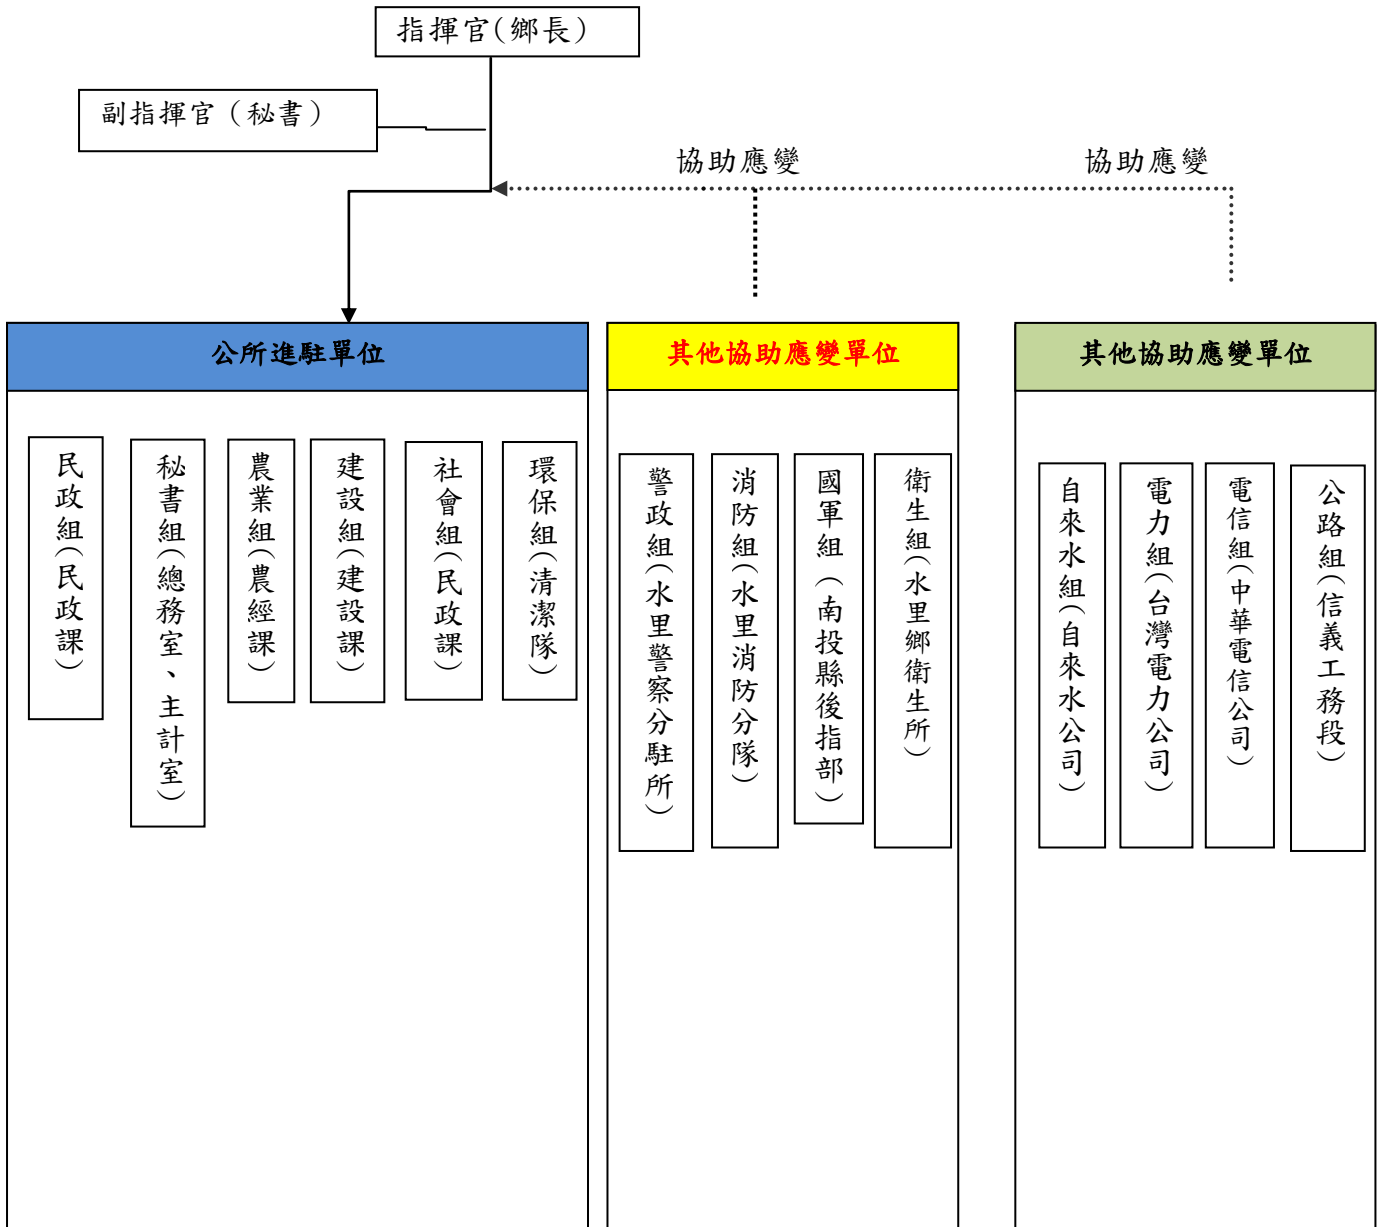 指揮官(鄉長)
副指揮官（秘書）
協助應變
協助應變
公所進駐單位
其他協助應變單位
其他協助應變單位
民政組(民政課)
秘書組(總務室、主計室)
農業組(農經課)
建設組(建設課)
社會組(民政課)
環保組(清潔隊)
警政組(水里警察分駐所)
消防組(水里消防分隊)
國軍組（南投縣後指部）
衛生組(水里鄉衛生所)
自來水組(自來水公司)
電力組(台灣電力公司)
電信組(中華電信公司)
公路組(信義工務段)